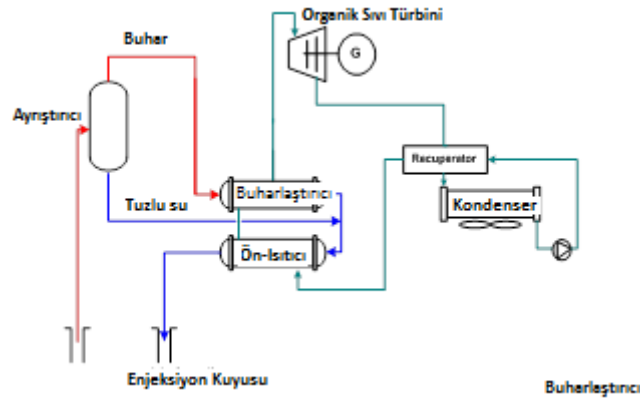 Organik Sıvı Türbini
Buhar
G
Ayrıştırıcı
Recuperator
Buharlaştırıcı
Tuzlu su
Kondenser
Ön-Isıtıcı
Enjeksiyon Kuyusu
Buharlaştırıcı